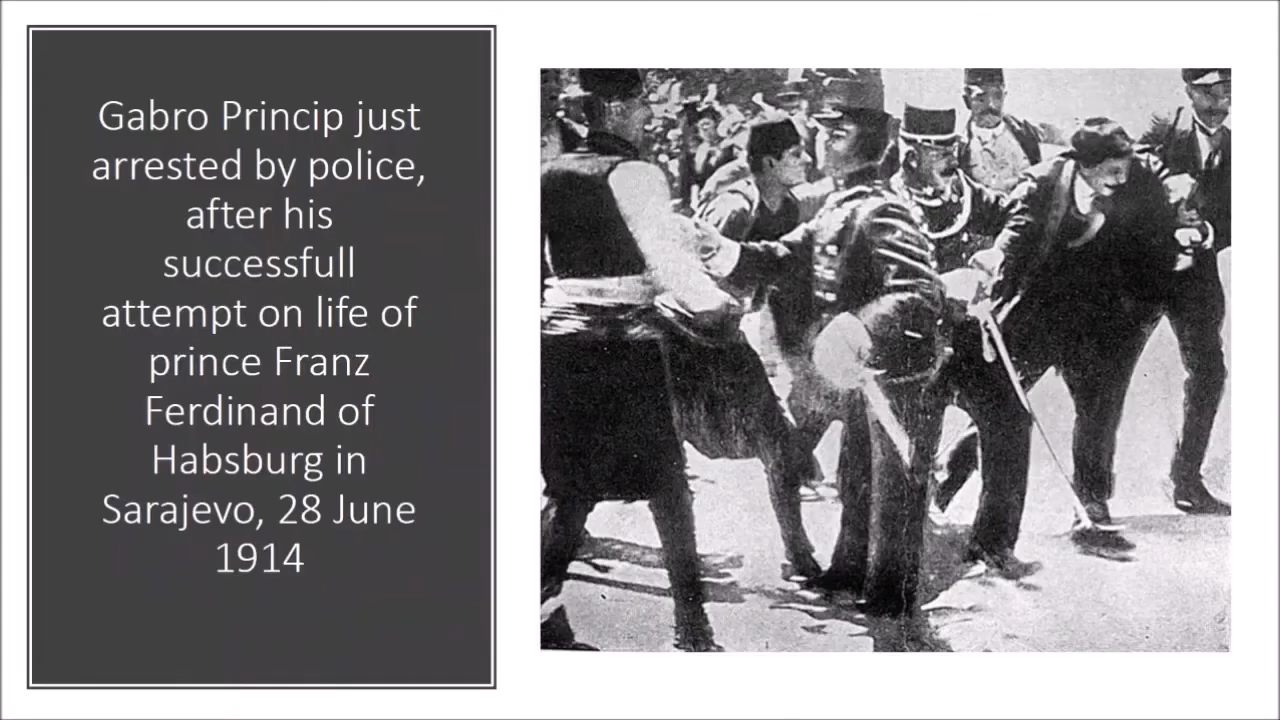 Gabro Princip just
arrested by police,
after his
successfull
attempt on life of
prince Franz
Ferdinand of
Habsburg in
Sarajevo, 28 June
1914